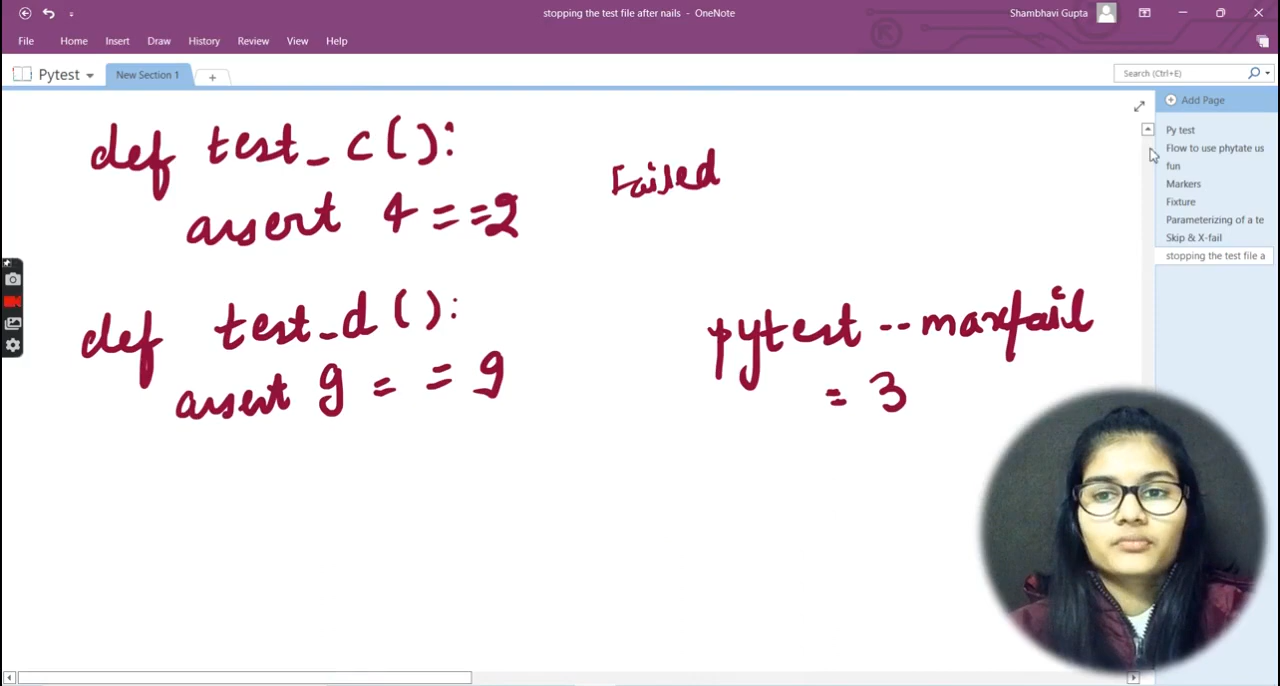 stopping the test file after nails - OneNote
Shambhavi Gupta
File Home Insert Draw History Review View Help
Pytest
New Section 1
+
Search (Ctrl+E)
Add Page
Py test
Flow to use phytate us
fun
Markers
Fixture
Parameterizing of a te
Skip & X-fail
stopping the test file a
def test_c():
assert 4 ==2
Failed
def test_d():
assert 9 = = 9
pytest --maxfail
= 3